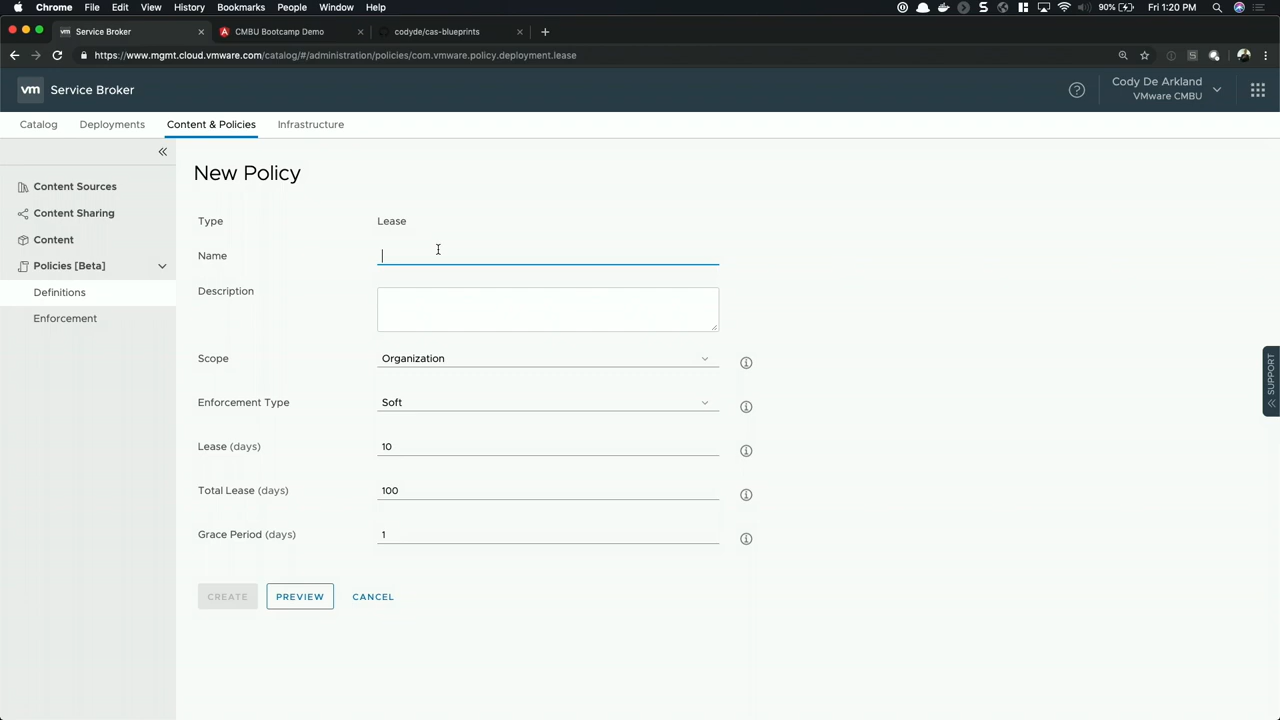 Chrome File Edit View History Bookmarks People Window Help 90% Fri 1:20 PM
vm Service Broker CMBU Bootcamp Demo codyde/cas-blueprints
https://www.mgmt.cloud.vmware.com/catalog/#/administration/policies/com.vmware.policy.deployment.lease
vm Service Broker
Cody De Arkland
VMware CMBU
Catalog Deployments Content & Policies Infrastructure
Content Sources
Content Sharing
Content
Policies [Beta]
Definitions
Enforcement
New Policy
Type Lease
Name
Description
Scope Organization
Enforcement Type Soft
Lease (days) 10
Total Lease (days) 100
Grace Period (days) 1
CREATE PREVIEW CANCEL
SUPPORT